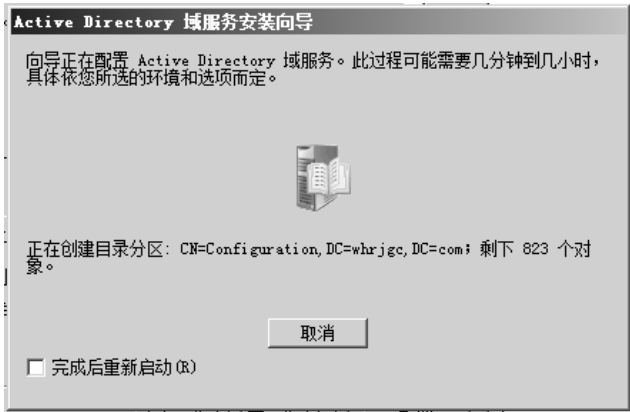 Active Directory 域服务安装向导
向导正在配置 Active Directory 域服务。此过程可能需要几分钟到几小时，
具体依您所选的环境和选项而定。
正在创建目录分区: CN=Configuration,DC=whrjgc,DC=com；剩下 823 个对
象。
取消
完成后重新启动(R)